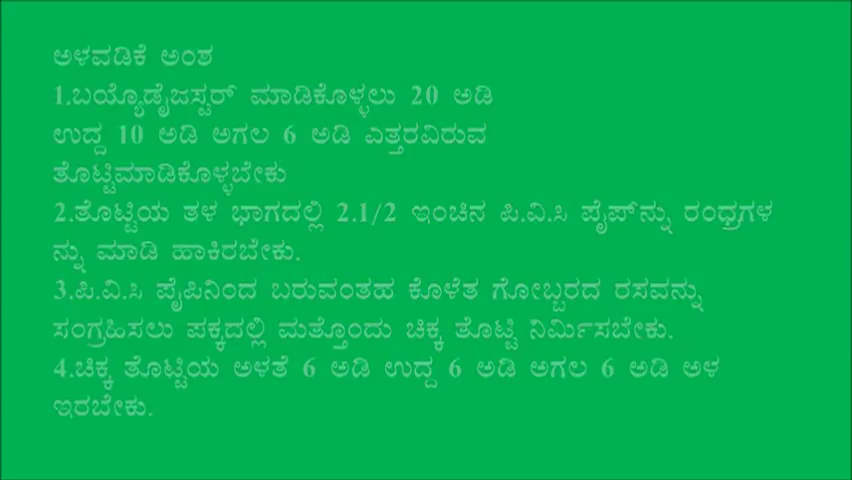 ಅಳವಡಿಕೆ ಅಂಶ
1.ಬಯ್ಯೊಡೈಜಸ್ಟರ್ ಮಾಡಿಕೊಳ್ಳಲು 20 ಅಡಿ
ಉದ್ದ 10 ಅಡಿ ಅಗಲ 6 ಅಡಿ ಎತ್ತರವಿರುವ
ತೊಟ್ಟಿಮಾಡಿಕೊಳ್ಳಬೇಕು
2.ತೊಟ್ಟಿಯ ತಳ ಭಾಗದಲ್ಲಿ 2.1/2 ಇಂಚಿನ ಪಿ.ವಿ.ಸಿ ಪೈಪ್‌ನ್ನು ರಂಧ್ರಗಳ
ನ್ನು ಮಾಡಿ ಹಾಕಿರಬೇಕು.
3.ಪಿ.ವಿ.ಸಿ ಪೈಪಿನಿಂದ ಬರುವಂತಹ ಕೊಳೆತ ಗೋಬ್ಬರದ ರಸವನ್ನು
ಸಂಗ್ರಹಿಸಲು ಪಕ್ಕದಲ್ಲಿ ಮತ್ತೊಂದು ಚಿಕ್ಕ ತೊಟ್ಟಿ ನಿರ್ಮಿಸಬೇಕು.
4.ಚಿಕ್ಕ ತೊಟ್ಟಿಯ ಅಳತೆ 6 ಅಡಿ ಉದ್ದ 6 ಅಡಿ ಅಗಲ 6 ಅಡಿ ಅಳ
ಇರಬೇಕು.